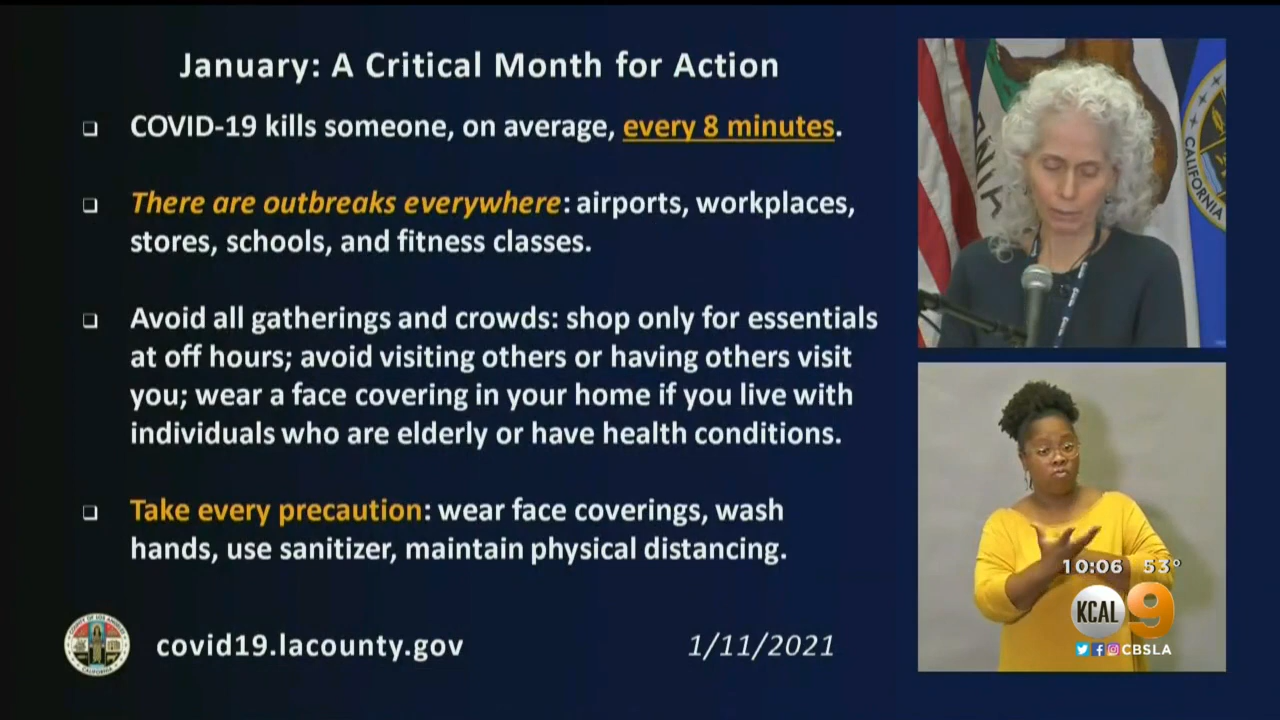 January: A Critical Month for Action
COVID-19 kills someone, on average, every 8 minutes.
There are outbreaks everywhere: airports, workplaces,
stores, schools, and fitness classes.
Avoid all gatherings and crowds: shop only for essentials
at off hours; avoid visiting others or having others visit
you; wear a face covering in your home if you live with
individuals who are elderly or have health conditions.
Take every precaution: wear face coverings, wash
hands, use sanitizer, maintain physical distancing.
covid19.lacounty.gov
1/11/2021
CALIFORNIA
10:06 53°
KCAL 9
CBSLA